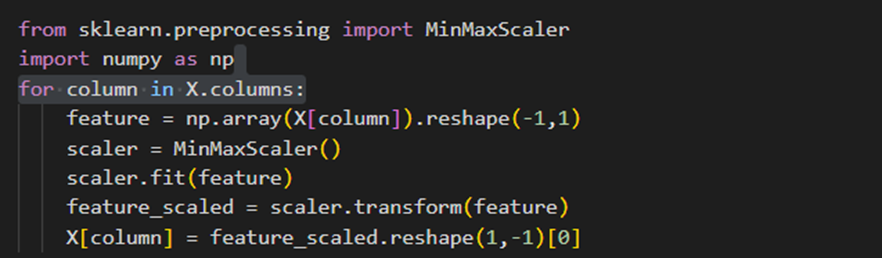 from sklearn.preprocessing import MinMaxScaler
import numpy as np
for column in X.columns:
    feature = np.array(X[column]).reshape(-1,1)
    scaler = MinMaxScaler()
    scaler.fit(feature)
    feature_scaled = scaler.transform(feature)
    X[column] = feature_scaled.reshape(1,-1)[0]